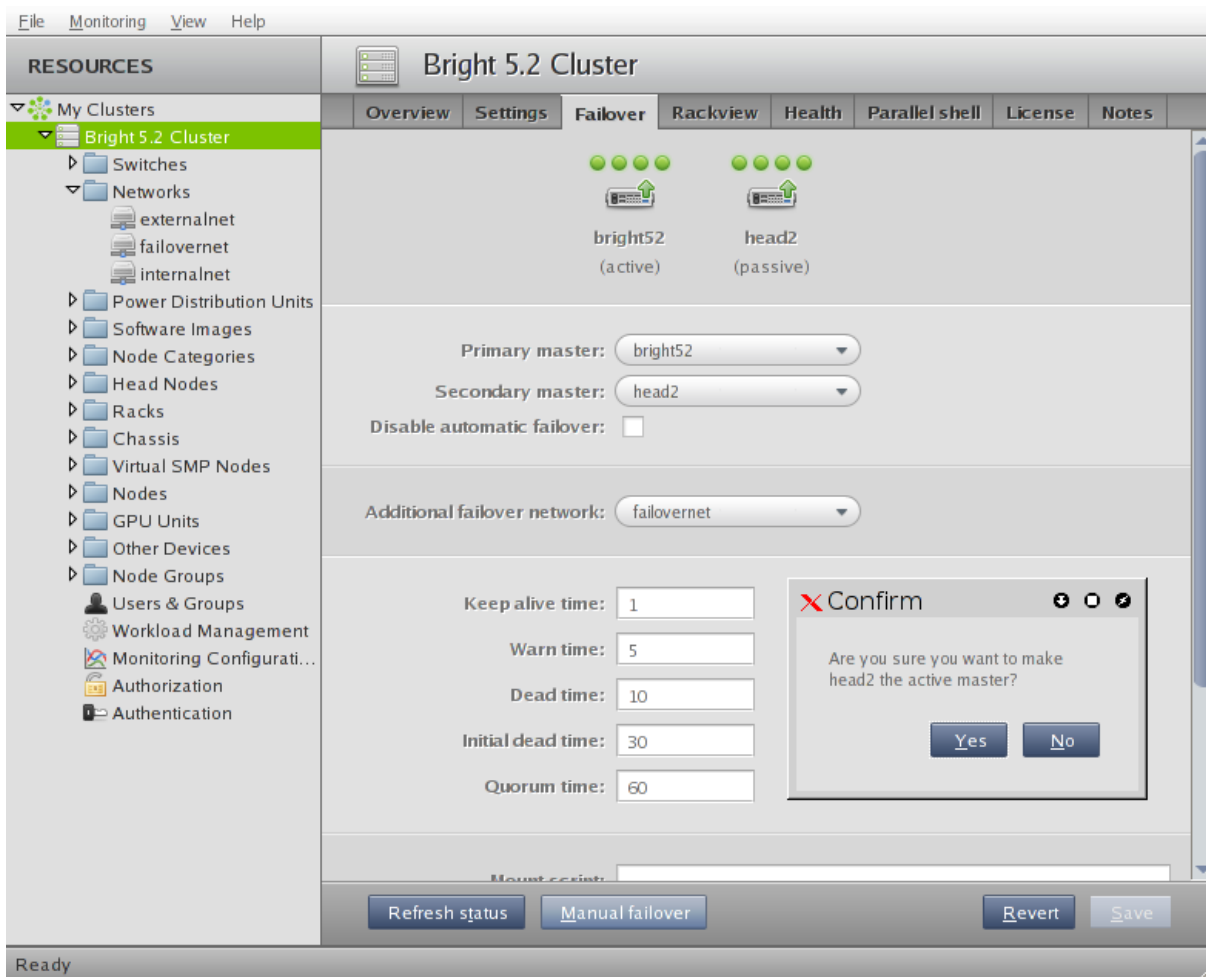 File Monitoring View Help
RESOURCES
My Clusters
Bright 5.2 Cluster
Switches
Networks
externalnet
failovernet
internalnet
Power Distribution Units
Software Images
Node Categories
Head Nodes
Racks
Chassis
Virtual SMP Nodes
Nodes
GPU Units
Other Devices
Node Groups
Users & Groups
Workload Management
Monitoring Configurati...
Authorization
Authentication
Bright 5.2 Cluster
Overview Settings Failover Rackview Health Parallel shell License Notes
bright52 head2
(active) (passive)
Primary master: bright52
Secondary master: head2
Disable automatic failover:
Additional failover network: failovernet
Keep alive time: 1
Warn time: 5
Dead time: 10
Initial dead time: 30
Quorum time: 60
Confirm
Are you sure you want to make
head2 the active master?
Yes No
Mount script:
Refresh status Manual failover Revert Save
Ready